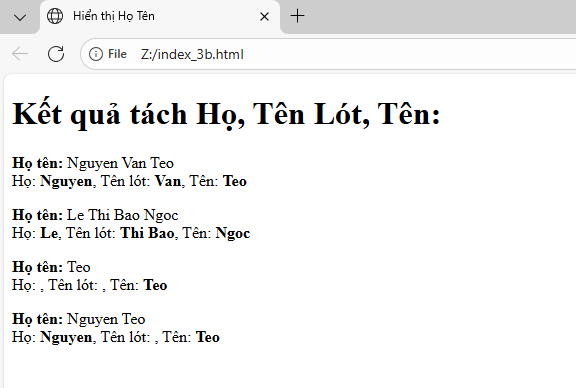 Hiển thị Họ Tên
File Z:/index_3b.html
Kết quả tách Họ, Tên Lót, Tên:
Họ tên: Nguyen Van Teo
Họ: Nguyen, Tên lót: Van, Tên: Teo
Họ tên: Le Thi Bao Ngoc
Họ: Le, Tên lót: Thi Bao, Tên: Ngoc
Họ tên: Teo
Họ: , Tên lót: , Tên: Teo
Họ tên: Nguyen Teo
Họ: Nguyen, Tên lót: , Tên: Teo